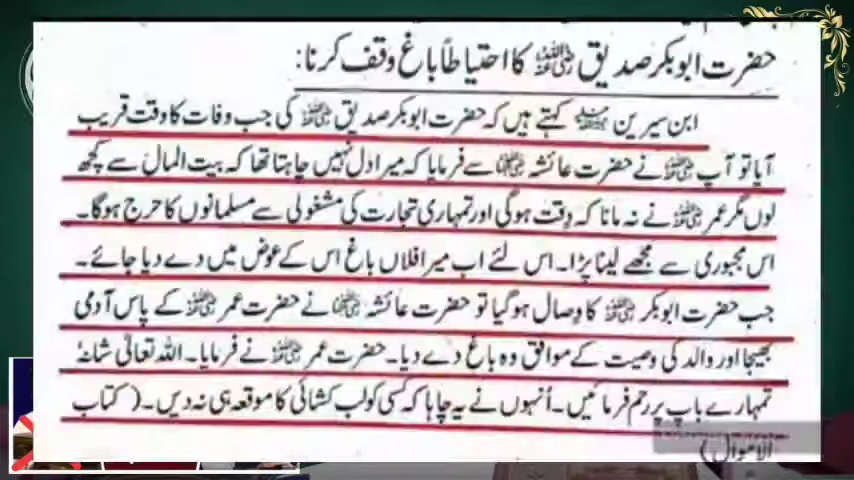 حضرت ابوبکر صدیق رضی اللہ عنہ کا احتیاطاً باغ وقف کرنا:
ابن سیرین رحمۃ اللہ علیہ کہتے ہیں کہ حضرت ابوبکر صدیق رضی اللہ عنہ کی جب وفات کا وقت قریب
آیا تو آپ رضی اللہ عنہ نے حضرت عائشہ رضی اللہ عنہا سے فرمایا کہ میرا دل نہیں چاہتا تھا کہ بیت المال سے کچھ
لوں مگر عمر رضی اللہ عنہ نے نہ مانا کہ دِقت ہوگی اور تمہاری تجارت کی مشغولی سے مسلمانوں کا حرج ہوگا۔
اس مجبوری سے مجھے لینا پڑا۔ اس لئے اب میرا فلاں باغ اس کے عوض میں دے دیا جائے۔
جب حضرت ابوبکر رضی اللہ عنہ کا وِصال ہوگیا تو حضرت عائشہ رضی اللہ عنہا نے حضرت عمر رضی اللہ عنہ کے پاس آدمی
بھیجا اور والد کی وصیت کے موافق وہ باغ دے دیا۔ حضرت عمر رضی اللہ عنہ نے فرمایا۔ اللہ تعالیٰ شانہٗ
تمہارے باپ پر رحم فرمائیں۔ اُنہوں نے یہ چاہا کہ کسی کو لب کشائی کا موقعہ ہی نہ دیں۔ (کتاب
الاموال)